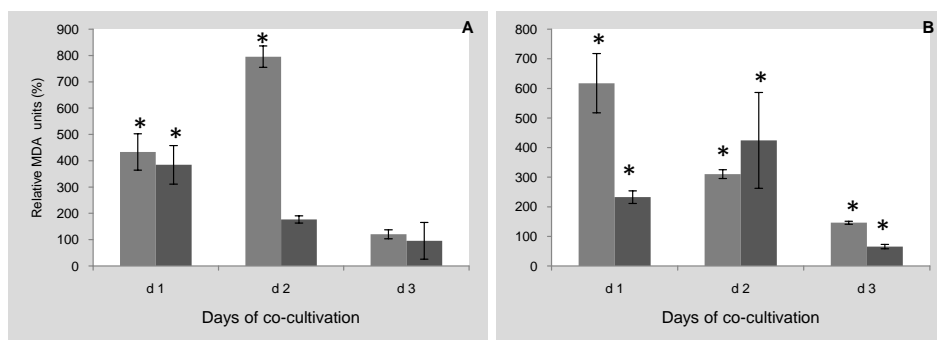 A
Relative MDA units (%)
900
800
700
600
500
400
300
200
100
0
* * *
d 1 d 2 d 3
Days of co-cultivation
B
800
700
600
500
400
300
200
100
0
* * * * * *
d 1 d 2 d 3
Days of co-cultivation